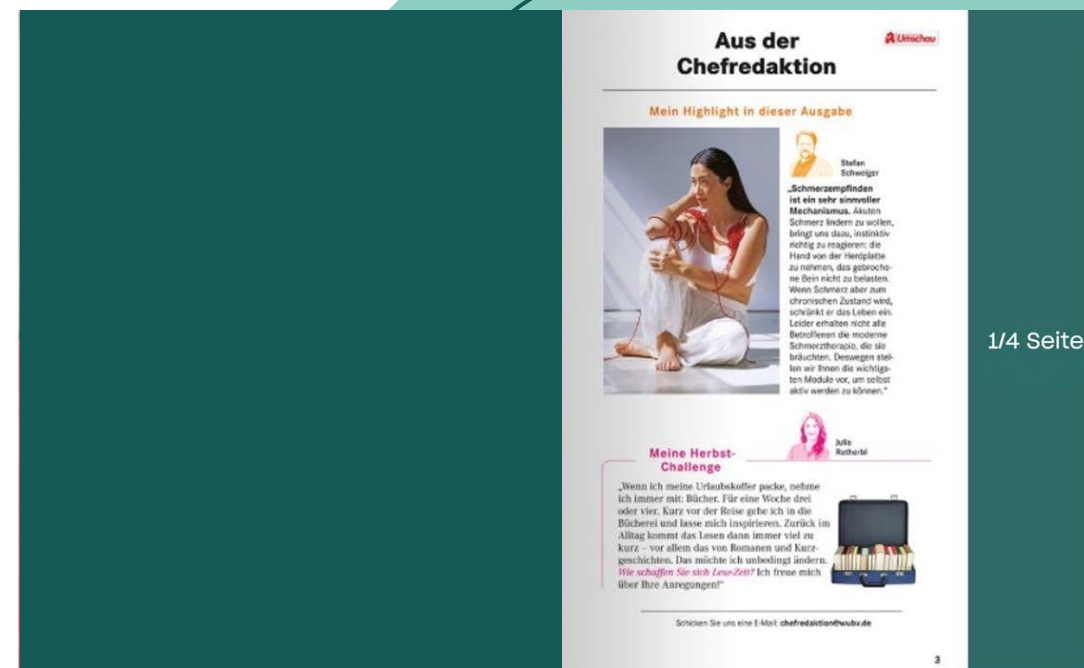 Aus der
Chefredaktion
Umschau
Mein Highlight in dieser Ausgabe
Stefan
Schweiger
„Schmerzempfinden
ist ein sehr sinnvoller
Mechanismus. Akuten
Schmerz lindern zu wollen,
bringt uns dazu, instinktiv
richtig zu reagieren: die
Hand von der Herdplatte
zu nehmen, das gebroche-
ne Bein nicht zu belasten.
Wenn Schmerz aber zum
chronischen Zustand wird,
schränkt er das Leben ein.
Leider erhalten nicht alle
Betroffenen die moderne
Schmerztherapie, die sie
bräuchten. Deswegen stel-
len wir Ihnen die wichtigs-
ten Module vor, um selbst
aktiv werden zu können.“
Julia
Rotherbl
Meine Herbst-
Challenge
„Wenn ich meine Urlaubskoffer packe, nehme
ich immer mit: Bücher. Für eine Woche drei
oder vier. Kurz vor der Reise gehe ich in die
Bücherei und lasse mich inspirieren. Zurück im
Alltag kommt das Lesen dann immer viel zu
kurz – vor allem das von Romanen und Kurz-
geschichten. Das möchte ich unbedingt ändern.
Wie schaffen Sie sich Lese-Zeit? Ich freue mich
über Ihre Anregungen!“
Schicken Sie uns eine E-Mail: chefredaktion@wubv.de
3
1/4 Seite